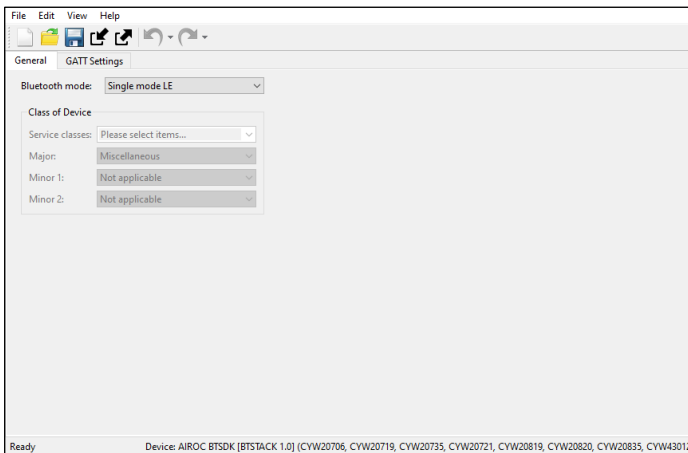 File Edit View Help
General GATT Settings
Bluetooth mode: Single mode LE
Class of Device
Service classes: Please select items...
Major: Miscellaneous
Minor 1: Not applicable
Minor 2: Not applicable
Ready Device: AIROC BTSDK [BTSTACK 1.0] (CYW20706, CYW20719, CYW20735, CYW20721, CYW20819, CYW20820, CYW20835, CYW43012